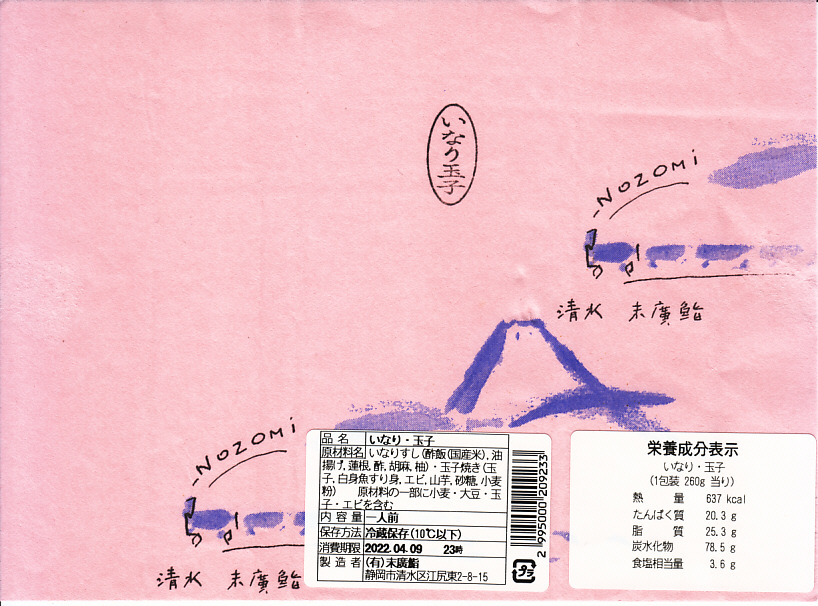 いなり玉子
-NOZOMi
清水 末廣鮨
-NOZOMi
清水 末廣鮨
品名 いなり・玉子
原材料名 いなりすし(酢飯(国産米)、油
揚げ、蓮根、酢、胡麻、柚)・玉子焼き(玉
子、白身魚すり身、エビ、山芋、砂糖、小麦
粉) 原材料の一部に小麦・大豆・玉
子・エビを含む
内容量 一人前
保存方法 冷蔵保存(10℃以下)
消費期限 2022.04.09 23時
製造者 (有)末廣鮨
静岡市清水区江尻東2-8-15
2 995000 209233
プラ
栄養成分表示
いなり・玉子
(1包装 260g 当り)
熱量 637 kcal
たんぱく質 20.3 g
脂質 25.3 g
炭水化物 78.5 g
食塩相当量 3.6 g